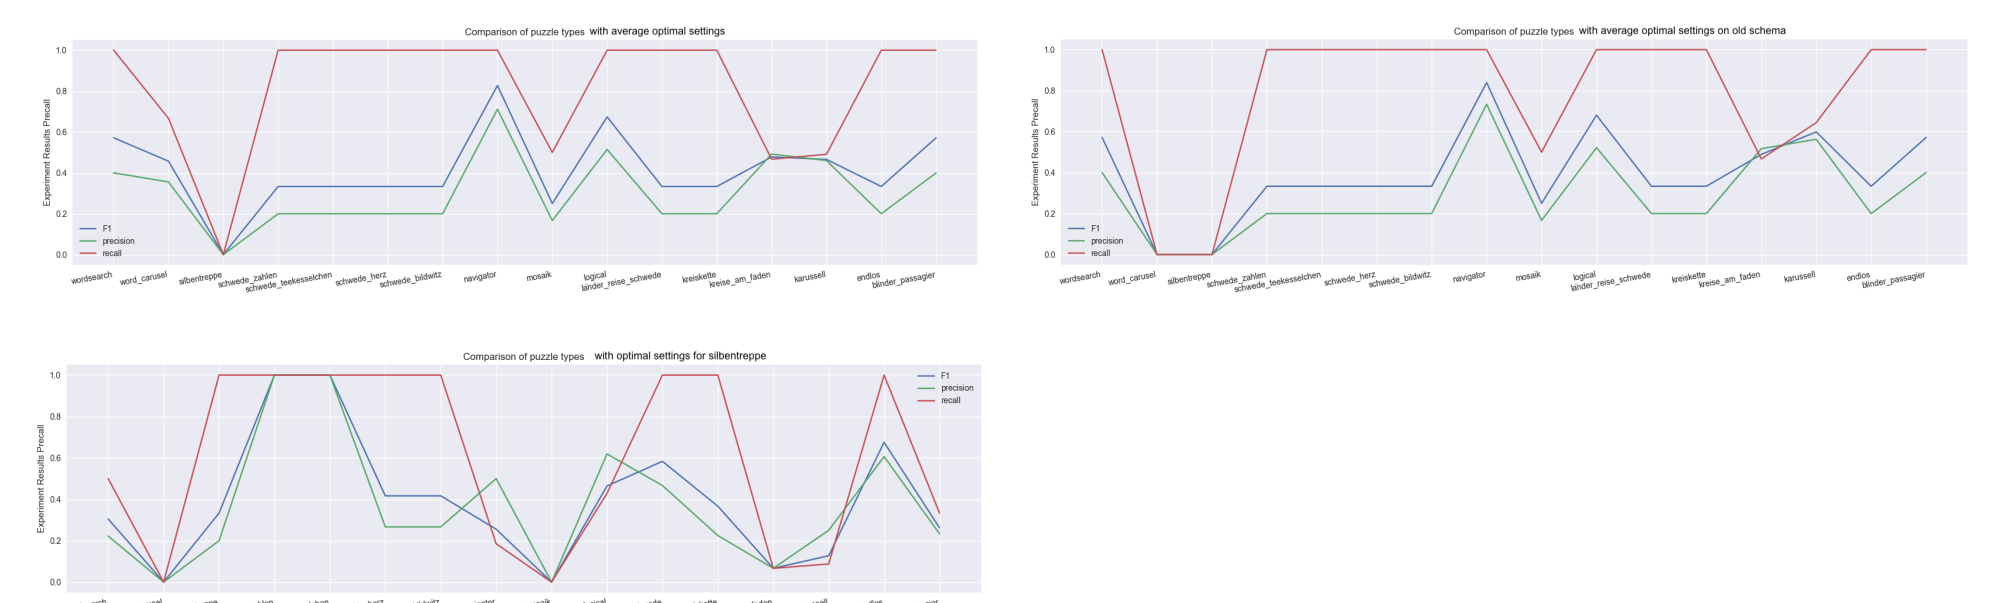 Comparison of puzzle types with average optimal settings
Experiment Results Precall
1.0
0.8
0.6
0.4
0.2
0.0
F1
precision
recall
wordsearch
word_carusel
silbentreppe
schwede_zahlen
schwede_teekesselchen
schwede_herz
schwede_bildwitz
navigator
mosaik
logical
länder_reise_schwede
kreiskette
kreise_am_faden
karussell
endlos
blinder_passagier
Comparison of puzzle types with average optimal settings on old schema
Experiment Results Precall
1.0
0.8
0.6
0.4
0.2
0.0
F1
precision
recall
wordsearch
word_carusel
silbentreppe
schwede_zahlen
schwede_teekesselchen
schwede_herz
schwede_bildwitz
navigator
mosaik
logical
länder_reise_schwede
kreiskette
kreise_am_faden
karussell
endlos
blinder_passagier
Comparison of puzzle types with optimal settings for silbentreppe
Experiment Results Precall
1.0
0.8
0.6
0.4
0.2
0.0
F1
precision
recall